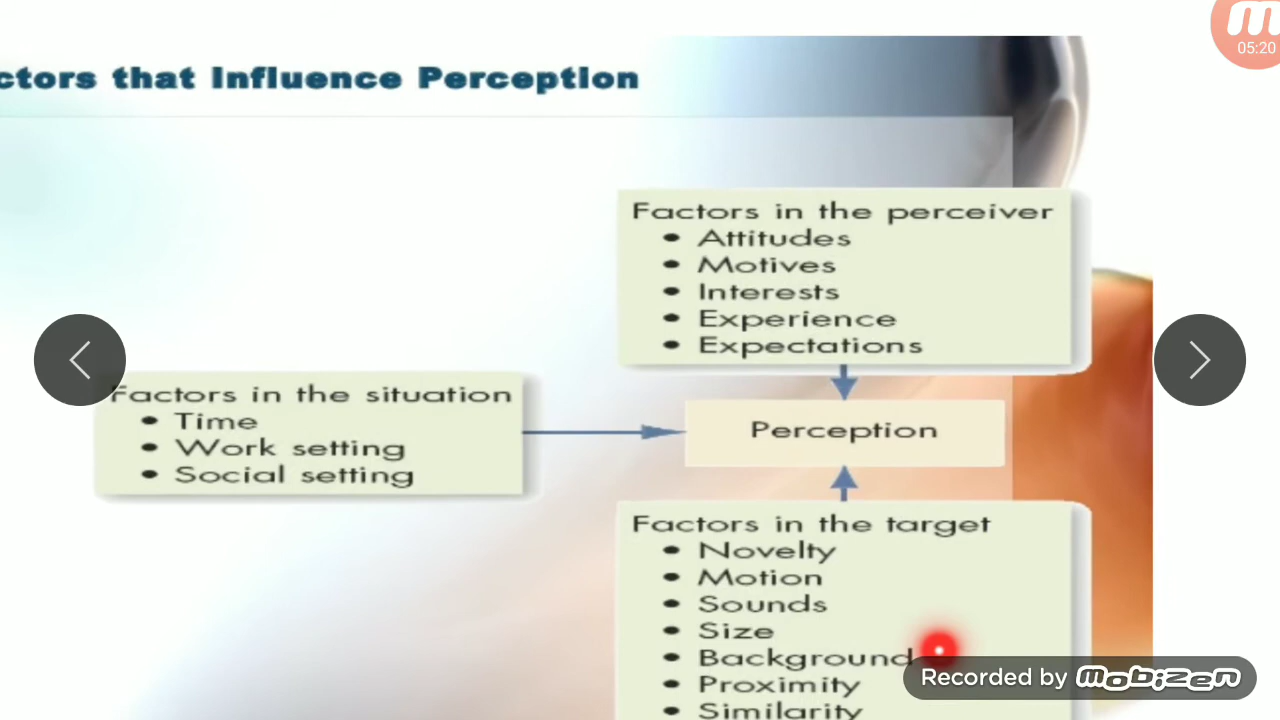 ctors that Influence Perception
05:20
Factors in the perceiver
• Attitudes
• Motives
• Interests
• Experience
• Expectations
Factors in the situation
• Time
• Work setting
• Social setting
Perception
Factors in the target
• Novelty
• Motion
• Sounds
• Size
• Background
• Proximity
• Similarity
Recorded by mobizen